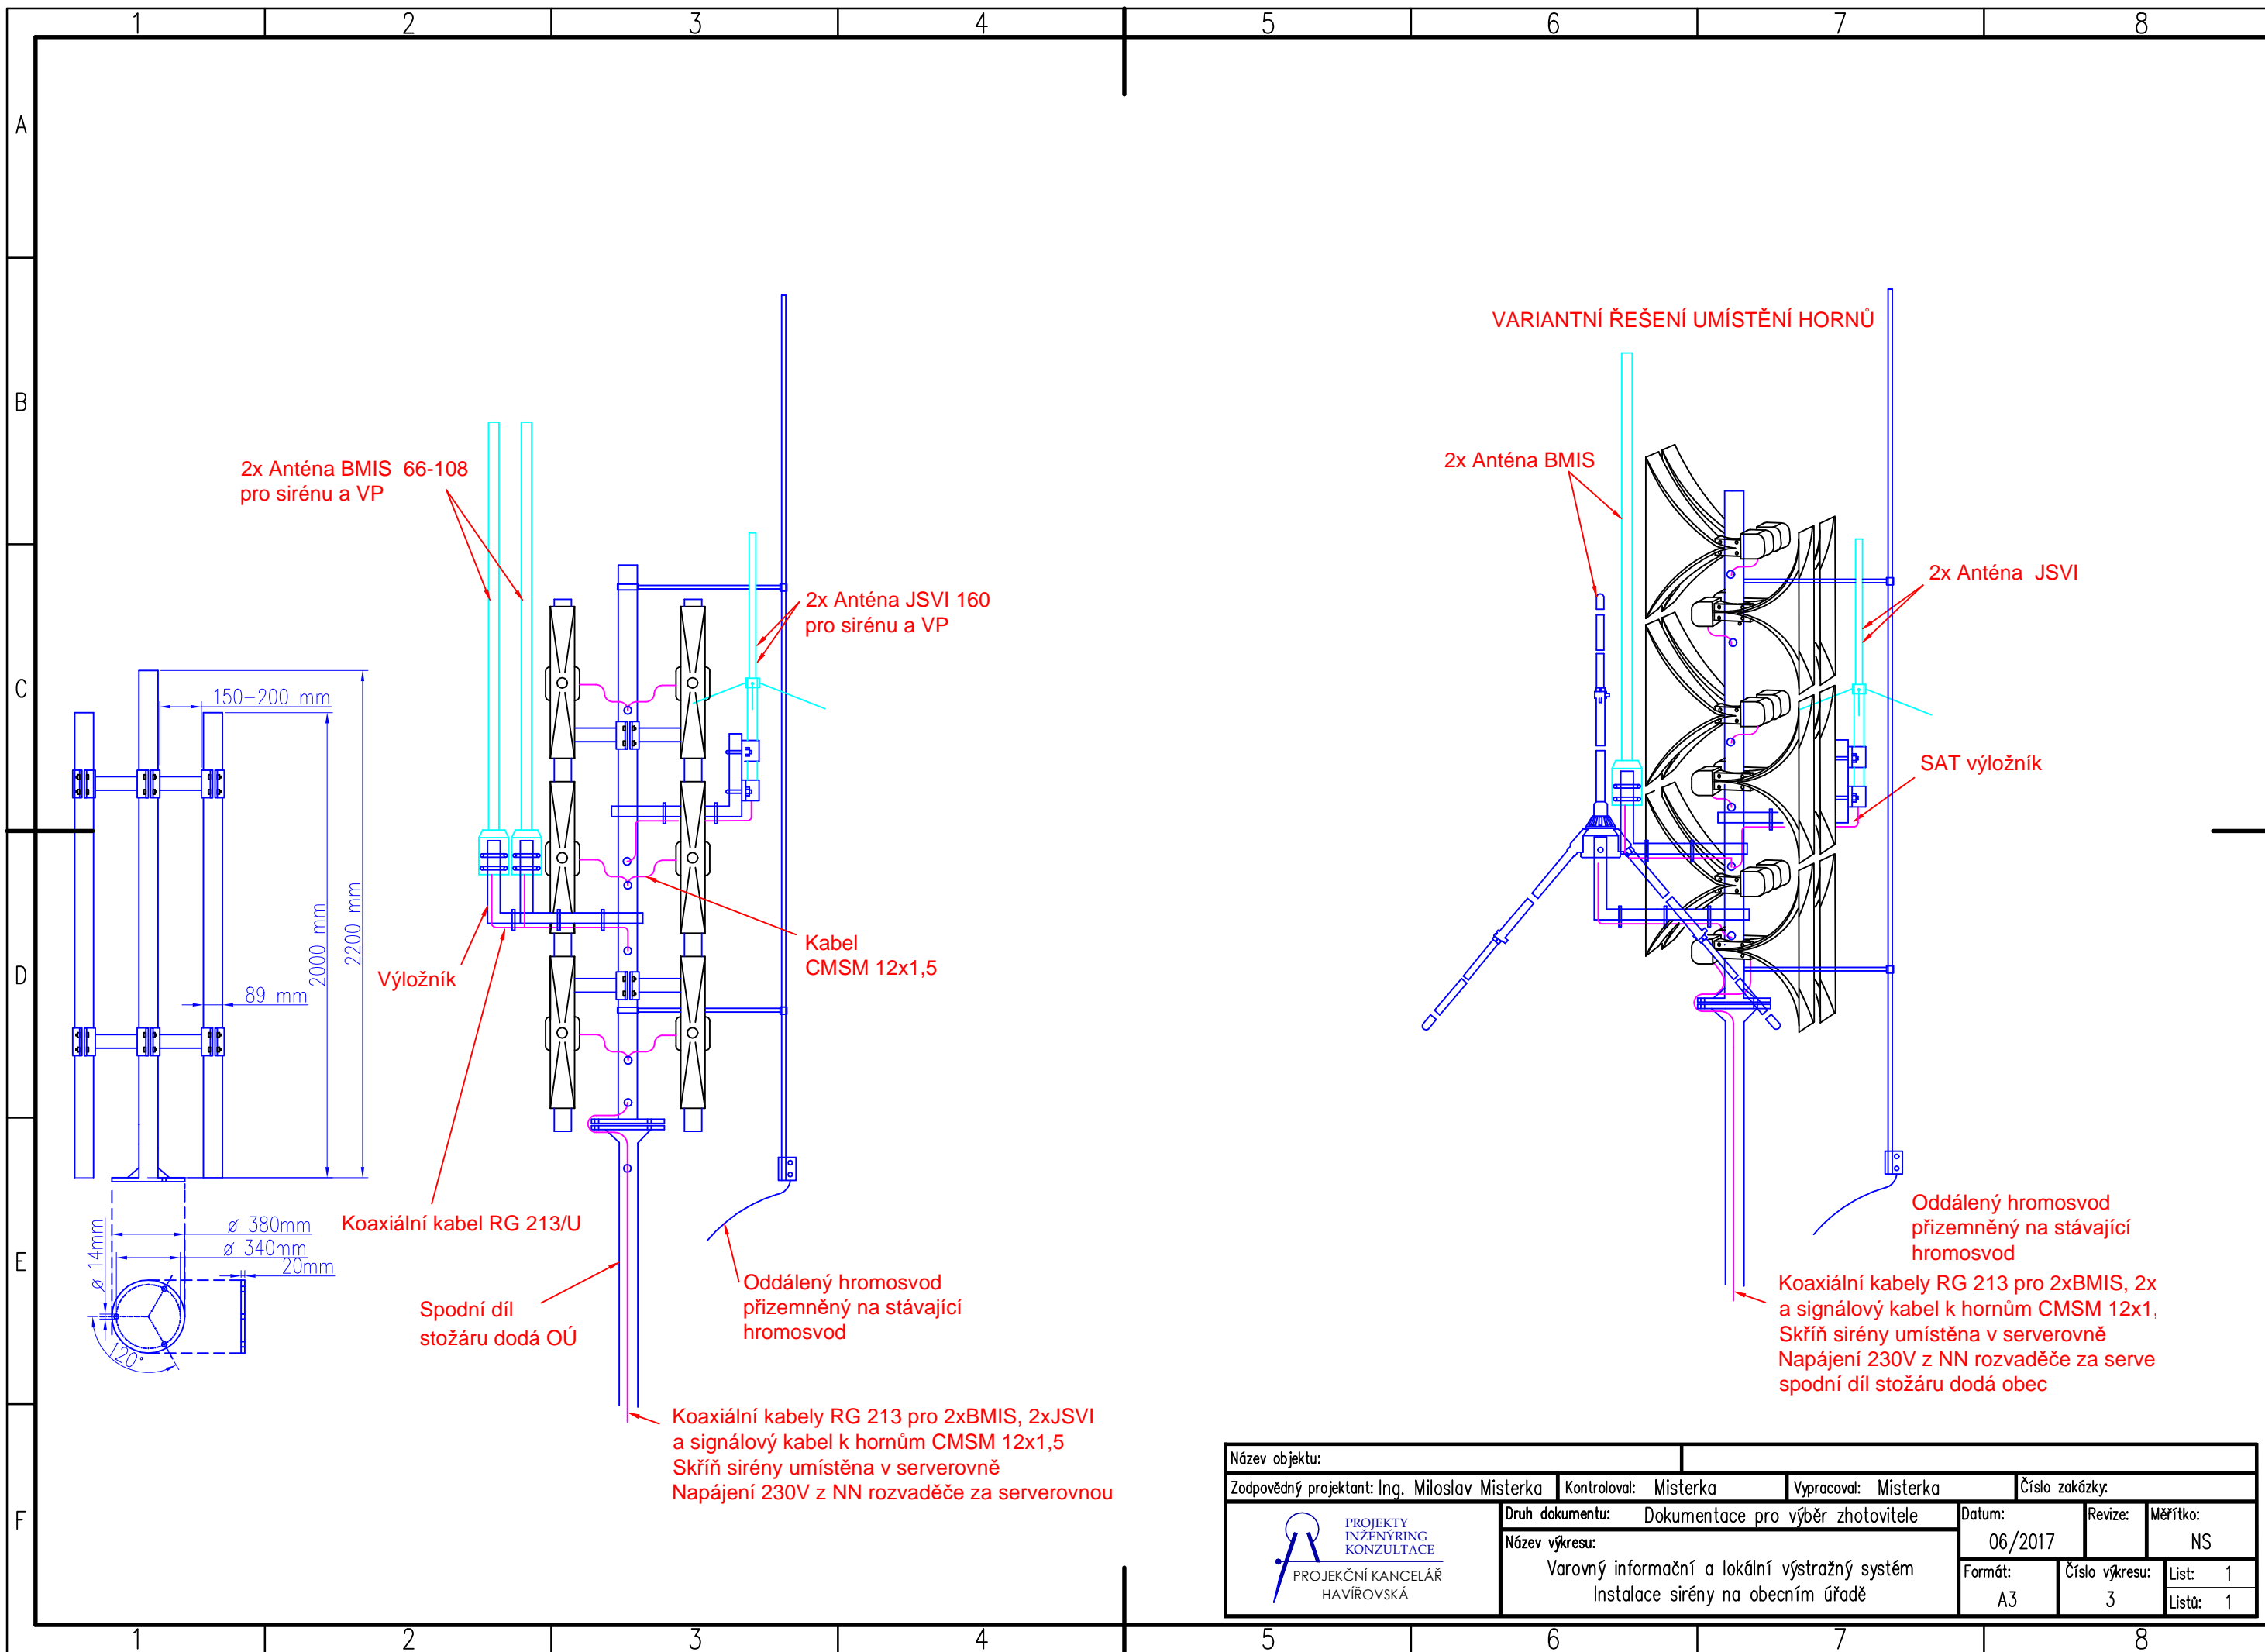 1 2 3 4 5 6 7 8
A
B
C
D
E
F
VARIANTNÍ ŘEŠENÍ UMÍSTĚNÍ HORNŮ
2x Anténa BMIS 66-108
pro sirénu a VP
2x Anténa JSVI 160
pro sirénu a VP
150-200 mm
2000 mm
2200 mm
89 mm
Výložník
Kabel
CMSM 12x1,5
Koaxiální kabel RG 213/U
ø 380mm
ø 340mm
20mm
ø 14mm
120°
Spodní díl
stožáru dodá OÚ
Oddálený hromosvod
přizemněný na stávající
hromosvod
Koaxiální kabely RG 213 pro 2xBMIS, 2xJSVI
a signálový kabel k hornům CMSM 12x1,5
Skříň sirény umístěna v serverovně
Napájení 230V z NN rozvaděče za serverovnou
2x Anténa BMIS
2x Anténa JSVI
SAT výložník
Oddálený hromosvod
přizemněný na stávající
hromosvod
Koaxiální kabely RG 213 pro 2xBMIS, 2x
a signálový kabel k hornům CMSM 12x1,
Skříň sirény umístěna v serverovně
Napájení 230V z NN rozvaděče za serve
spodní díl stožáru dodá obec
Název objektu:
Zodpovědný projektant: Ing. Miloslav Misterka Kontroloval: Misterka Vypracoval: Misterka Číslo zakázky:
PROJEKTY
INŽENÝRING
KONZULTACE
PROJEKČNÍ KANCELÁŘ
HAVÍŘOVSKÁ
Druh dokumentu: Dokumentace pro výběr zhotovitele
Název výkresu:
Varovný informační a lokální výstražný systém
Instalace sirény na obecním úřadě
Datum: Revize: Měřítko:
06/2017 NS
Formát: Číslo výkresu: List: 1
A3 3 Listů: 1
1 2 3 4 5 6 7 8